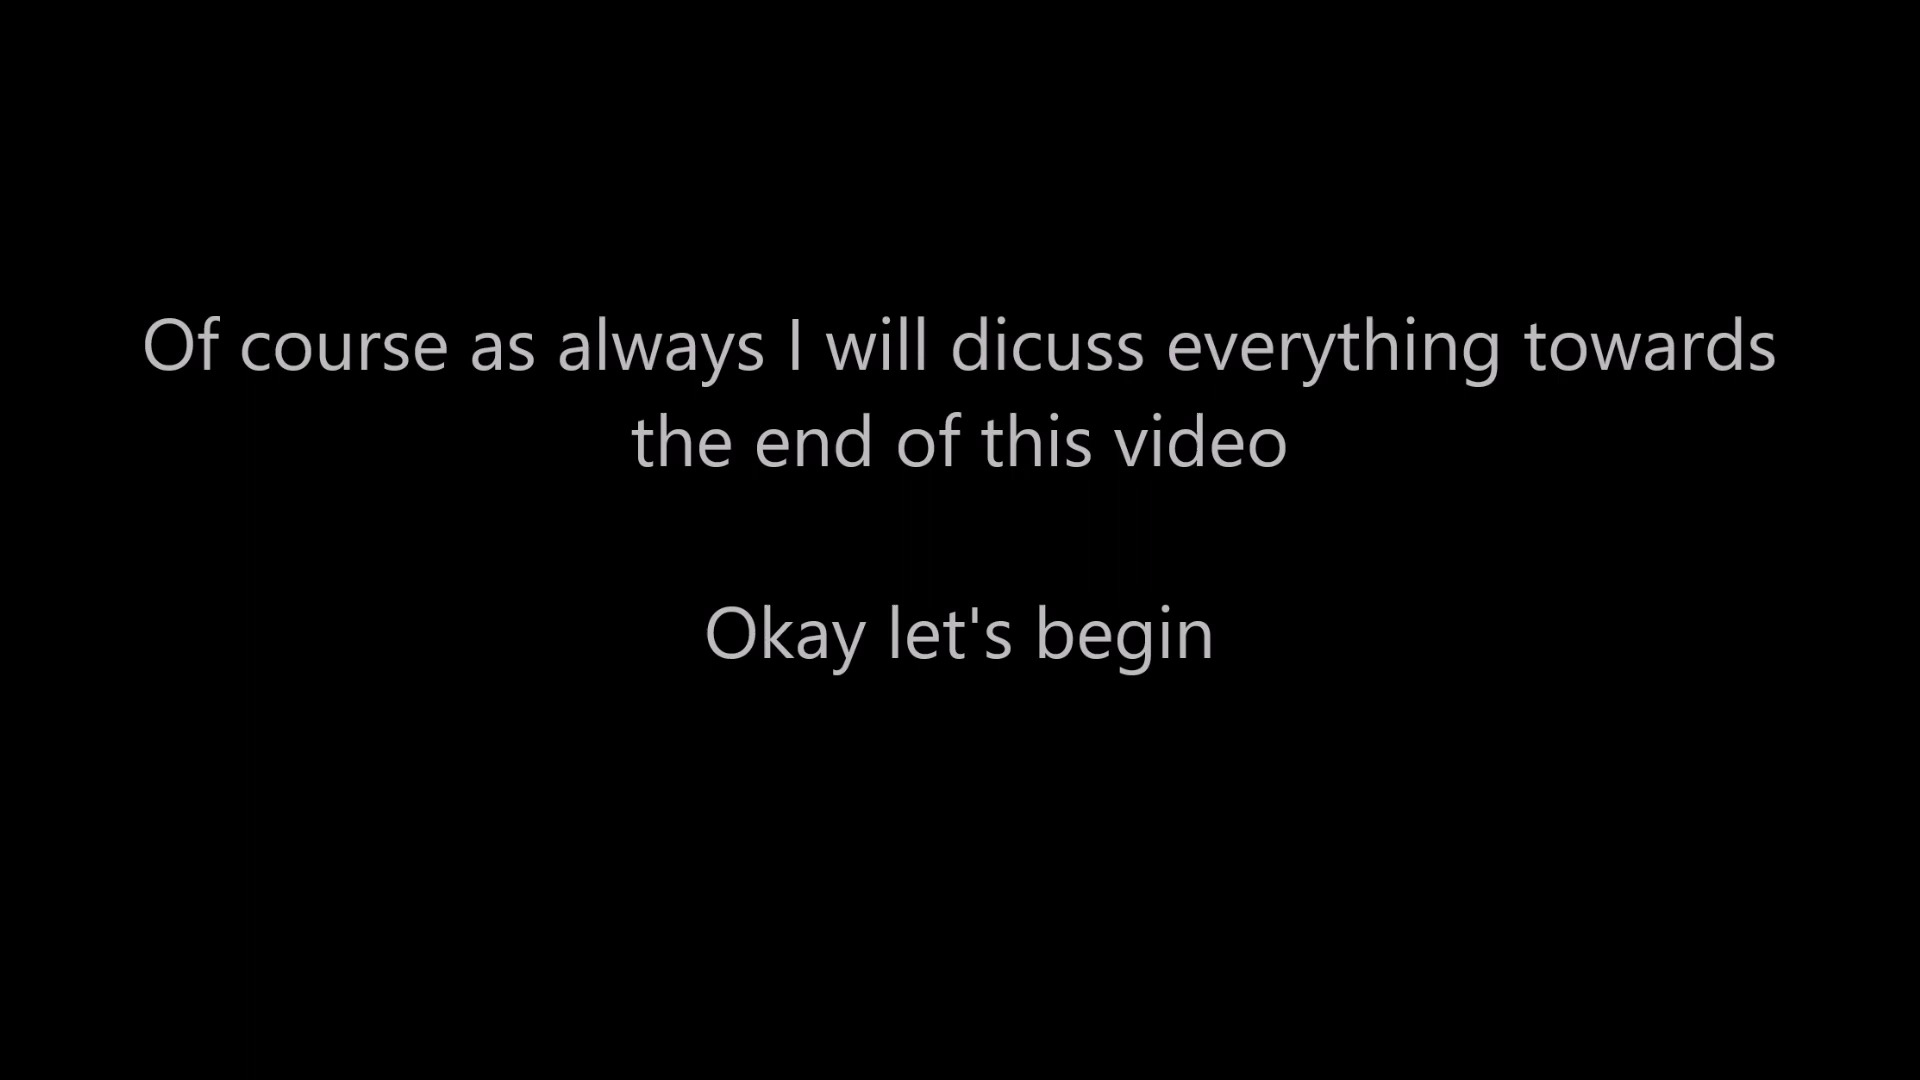 Of course as always I will dicuss everything towards
the end of this video
Okay let's begin